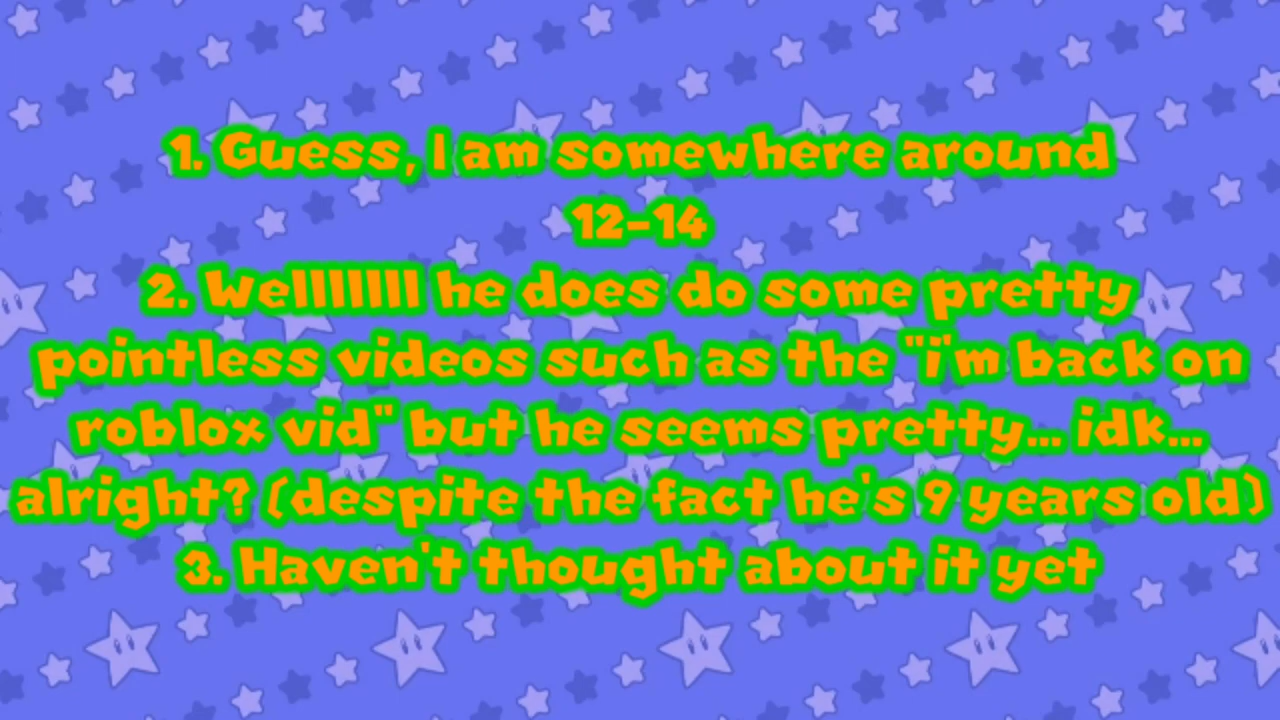 1. Guess, I am somewhere around
12-14
2. Welllllll he does do some pretty
pointless videos such as the "i'm back on
roblox vid" but he seems pretty... idk...
alright? (despite the fact he's 9 years old)
3. Haven't thought about it yet